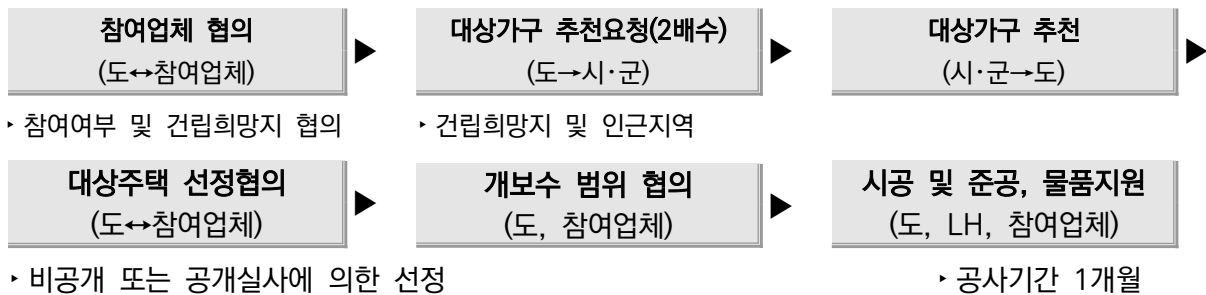 참여업체 협의 ▶ 대상가구 추천요청(2배수) ▶ 대상가구 추천 ▶
(도↔참여업체) (도→시·군) (시·군→도)
‣ 참여여부 및 건립희망지 협의 ‣ 건립희망지 및 인근지역
대상주택 선정협의 ▶ 개보수 범위 협의 ▶ 시공 및 준공, 물품지원
(도↔참여업체) (도, 참여업체) (도, LH, 참여업체)
‣ 비공개 또는 공개실사에 의한 선정 ‣ 공사기간 1개월